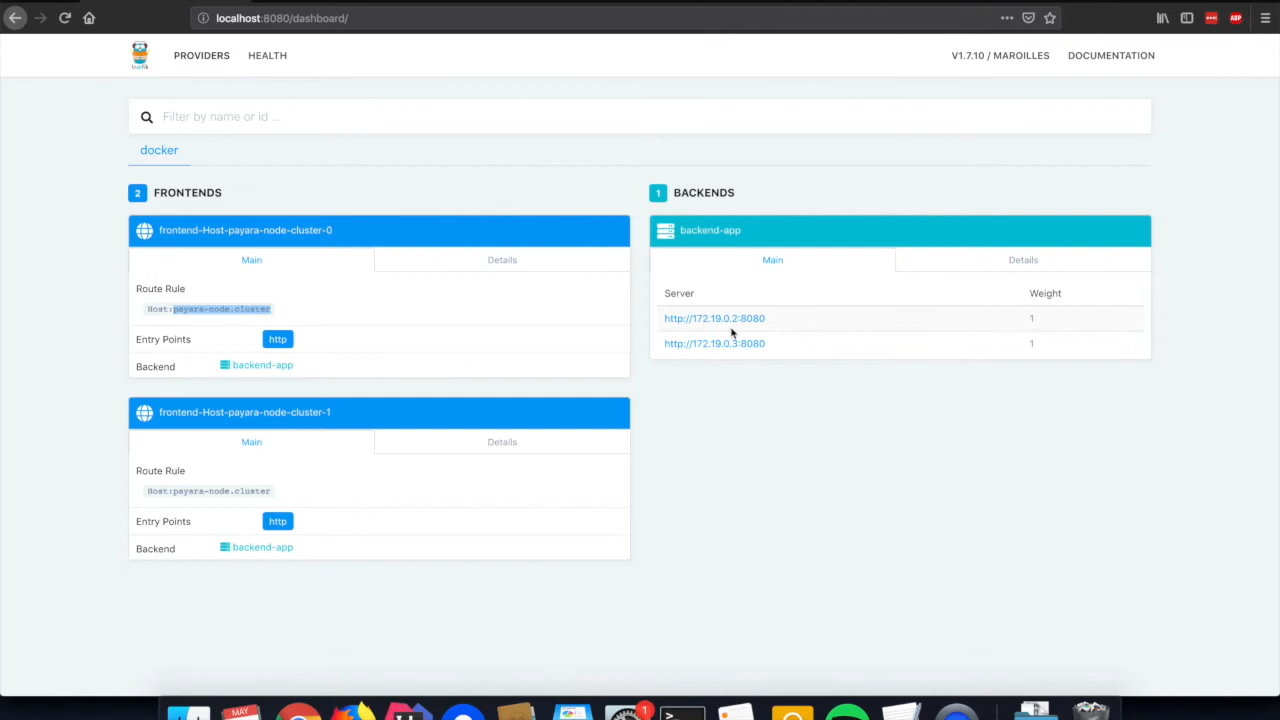 localhost:8080/dashboard/
ABP
træfik
PROVIDERS
HEALTH
V1.7.10 / MAROILLES
DOCUMENTATION
Filter by name or id ...
docker
2 FRONTENDS
frontend-Host-payara-node-cluster-0
Main
Details
Route Rule
Host:payara-node.cluster
Entry Points
http
Backend
backend-app
frontend-Host-payara-node-cluster-1
Main
Details
Route Rule
Host:payara-node.cluster
Entry Points
http
Backend
backend-app
1 BACKENDS
backend-app
Main
Details
Server
Weight
http://172.19.0.2:8080
1
http://172.19.0.3:8080
1
MAY
1